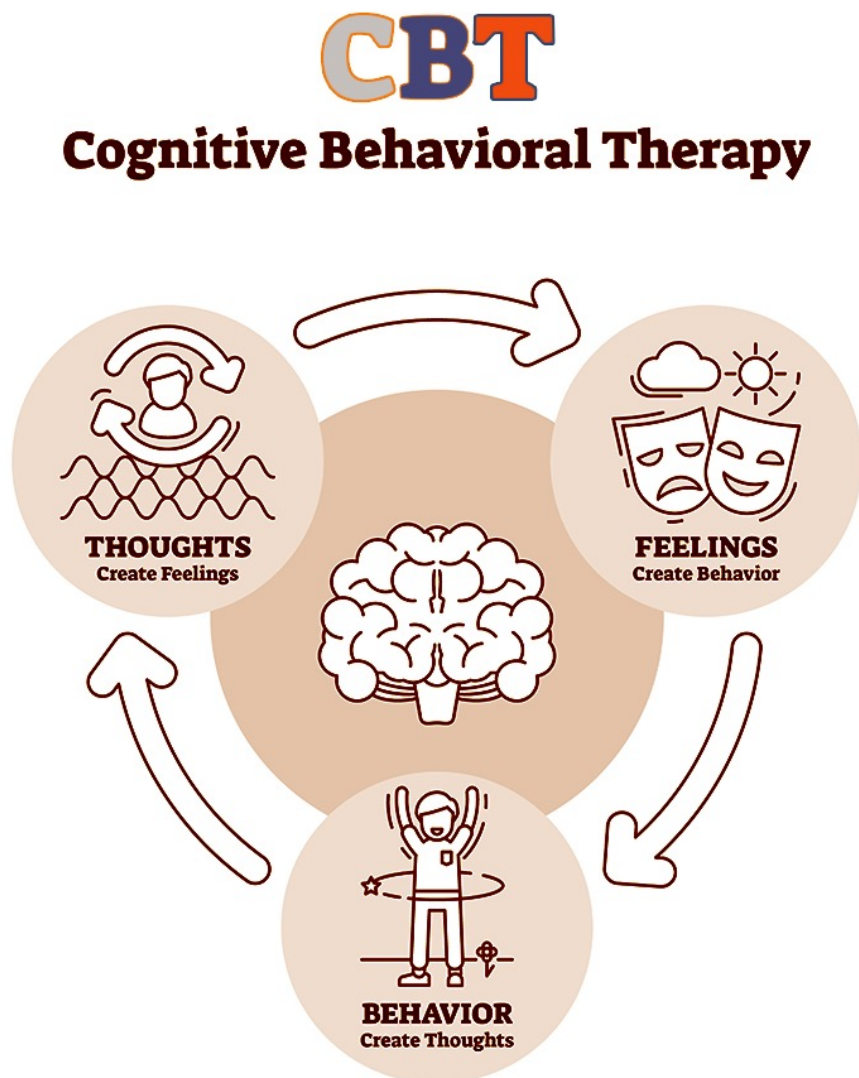 CBT
Cognitive Behavioral Therapy
THOUGHTS
Create Feelings
FEELINGS
Create Behavior
BEHAVIOR
Create Thoughts